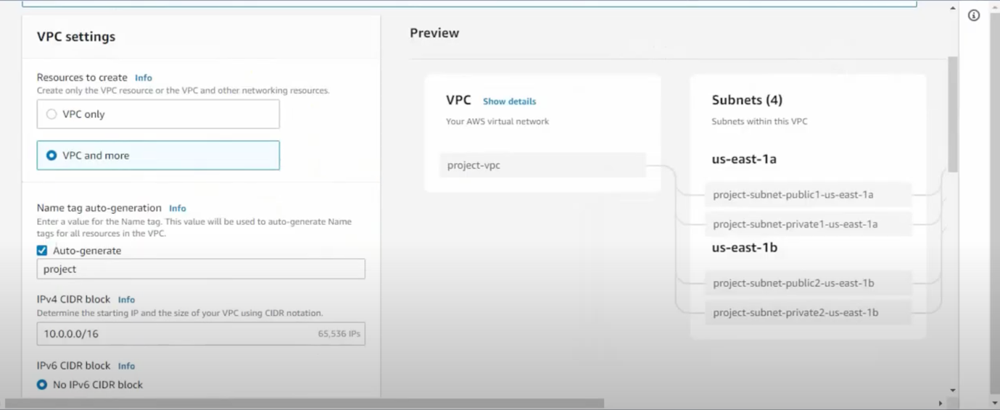 VPC settings
Resources to create Info
Create only the VPC resource or the VPC and other networking resources.
VPC only
VPC and more
Name tag auto-generation Info
Enter a value for the Name tag. This value will be used to auto-generate Name
tags for all resources in the VPC.
Auto-generate
project
IPv4 CIDR block Info
Determine the starting IP and the size of your VPC using CIDR notation.
10.0.0.0/16 65,536 IPs
IPv6 CIDR block Info
No IPv6 CIDR block
Preview
VPC Show details
Your AWS virtual network
project-vpc
Subnets (4)
Subnets within this VPC
us-east-1a
project-subnet-public1-us-east-1a
project-subnet-private1-us-east-1a
us-east-1b
project-subnet-public2-us-east-1b
project-subnet-private2-us-east-1b